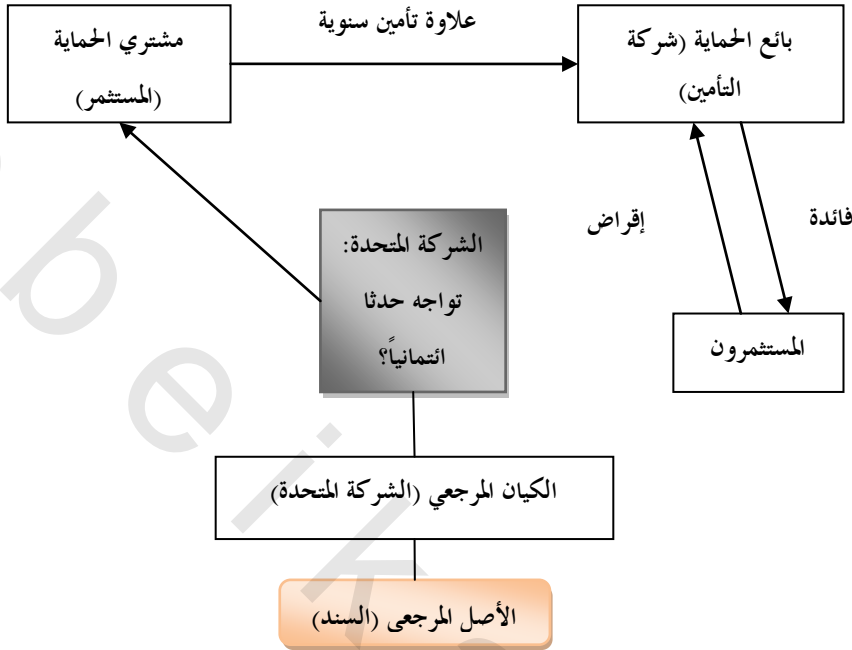 علاوة تأمين سنوية
بائع الحماية (شركة
التأمين)
مشتري الحماية
(المستثمر)
فائدة
إقراض
الشركة المتحدة:
تواجه حدثا
ائتمانياً؟
المستثمرون
الكيان المرجعي (الشركة المتحدة)
الأصل المرجعى (السند)
b
e
i
k